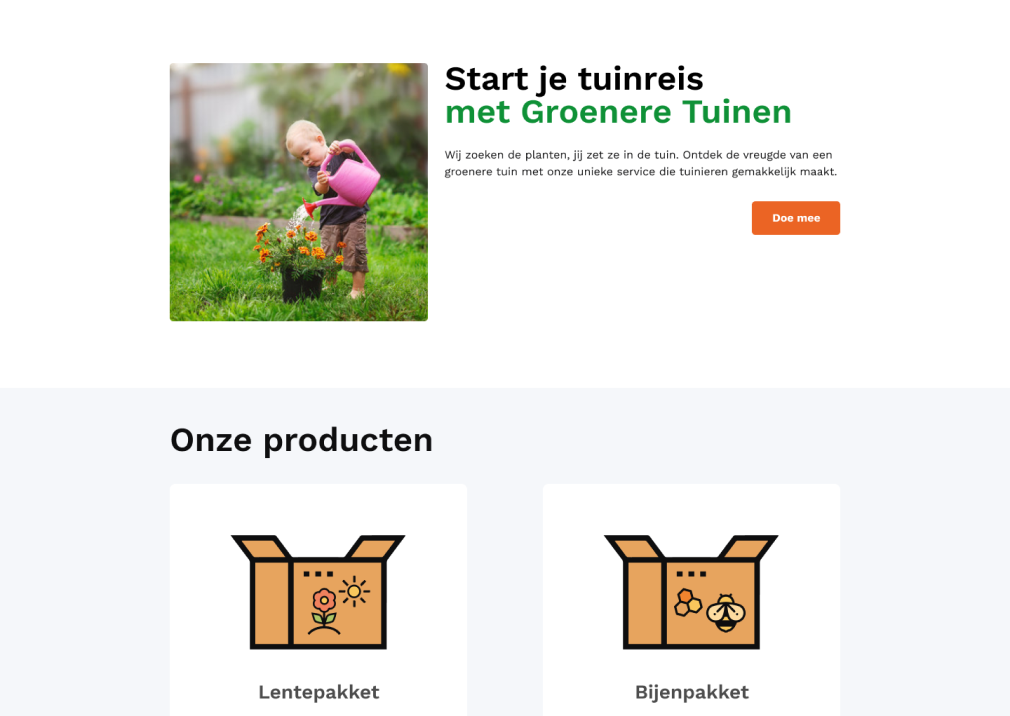 Start je tuinreis
met Groenere Tuinen
Wij zoeken de planten, jij zet ze in de tuin. Ontdek de vreugde van een
groenere tuin met onze unieke service die tuinieren gemakkelijk maakt.
Doe mee
Onze producten
Lentepakket
Bijenpakket